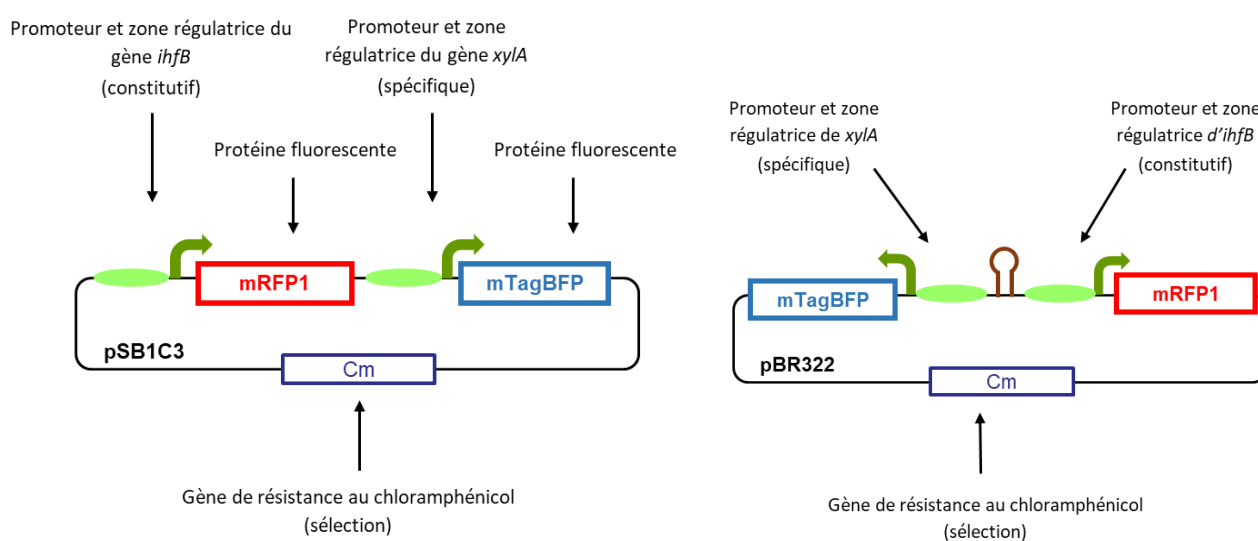 Promoteur et zone régulatrice du
gène ihfB
(constitutif)
Promoteur et zone
régulatrice du gène xylA
(spécifique)
Protéine fluorescente
Protéine fluorescente
mRFP1
mTagBFP
pSB1C3
Cm
Gène de résistance au chloramphénicol
(sélection)
Promoteur et zone
régulatrice de xylA
(spécifique)
Promoteur et zone
régulatrice d'ihfB
(constitutif)
mTagBFP
mRFP1
pBR322
Cm
Gène de résistance au chloramphénicol
(sélection)